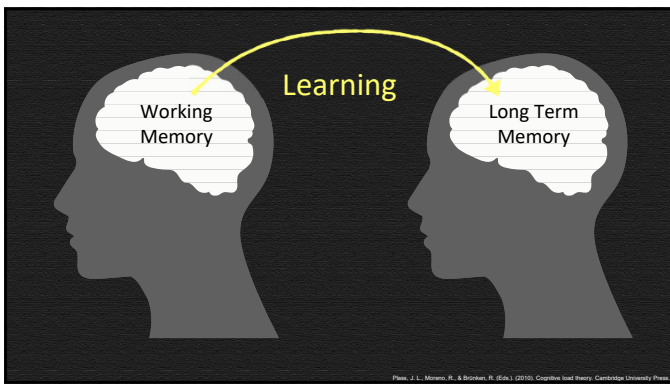 Learning
Working
Memory
Long Term
Memory
Plass, J. L., Moreno, R., & Brünken, R. (Eds.). (2010). Cognitive load theory. Cambridge University Press.